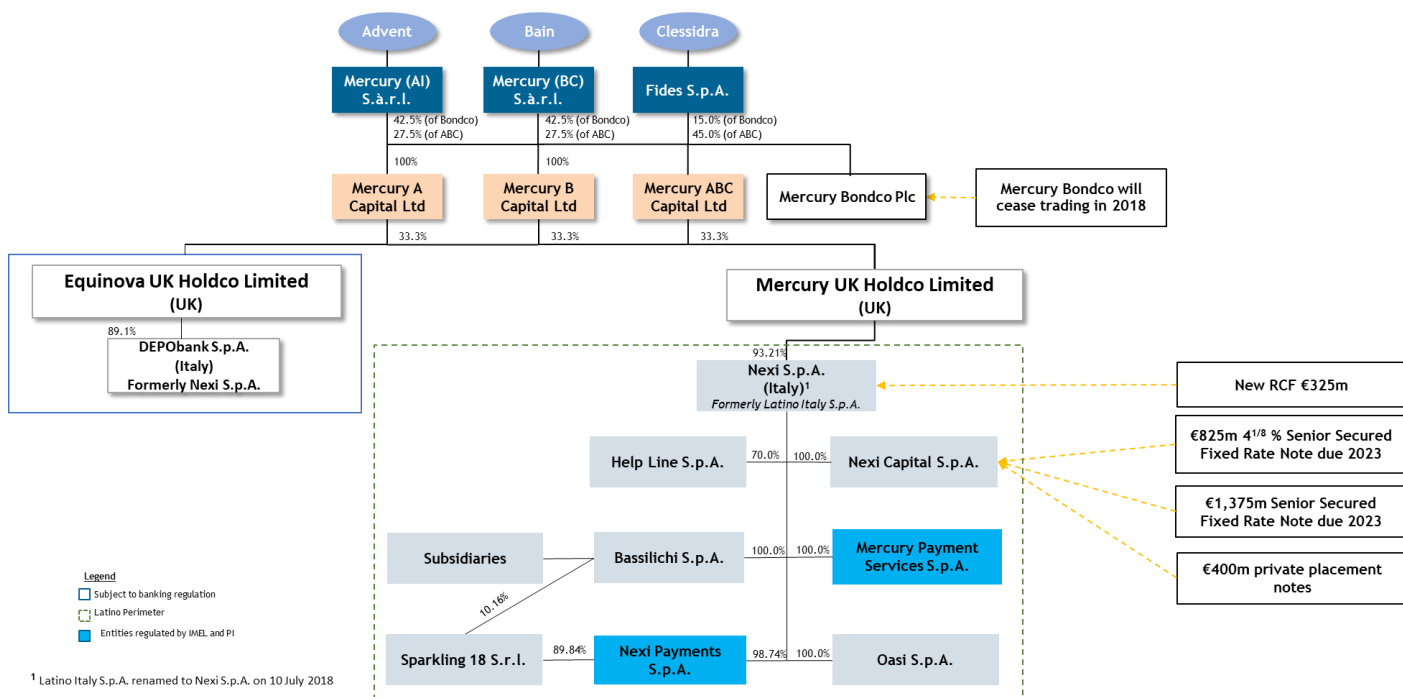 Advent
Bain
Clessidra
Mercury (AI)
S.à.r.l.
Mercury (BC)
S.à.r.l.
Fides S.p.A.
42.5% (of Bondco)
27.5% (of ABC)
42.5% (of Bondco)
27.5% (of ABC)
15.0% (of Bondco)
45.0% (of ABC)
100%
100%
Mercury A
Capital Ltd
Mercury B
Capital Ltd
Mercury ABC
Capital Ltd
Mercury Bondco Plc
Mercury Bondco will
cease trading in 2018
33.3%
33.3%
33.3%
Equinova UK Holdco Limited
(UK)
Mercury UK Holdco Limited
(UK)
89.1%
DEPObank S.p.A.
(Italy)
Formerly Nexi S.p.A.
93.21%
Nexi S.p.A.
(Italy)1
Formerly Latino Italy S.p.A.
New RCF €325m
Help Line S.p.A.
70.0%
100.0%
Nexi Capital S.p.A.
€825m 41/8 % Senior Secured
Fixed Rate Note due 2023
€1,375m Senior Secured
Fixed Rate Note due 2023
€400m private placement
notes
Subsidiaries
Bassilichi S.p.A.
100.0%
100.0%
Mercury Payment
Services S.p.A.
10.16%
Sparkling 18 S.r.l.
89.84%
Nexi Payments
S.p.A.
98.74%
100.0%
Oasi S.p.A.
Legend
Subject to banking regulation
Latino Perimeter
Entities regulated by IMEL and PI
1 Latino Italy S.p.A. renamed to Nexi S.p.A. on 10 July 2018